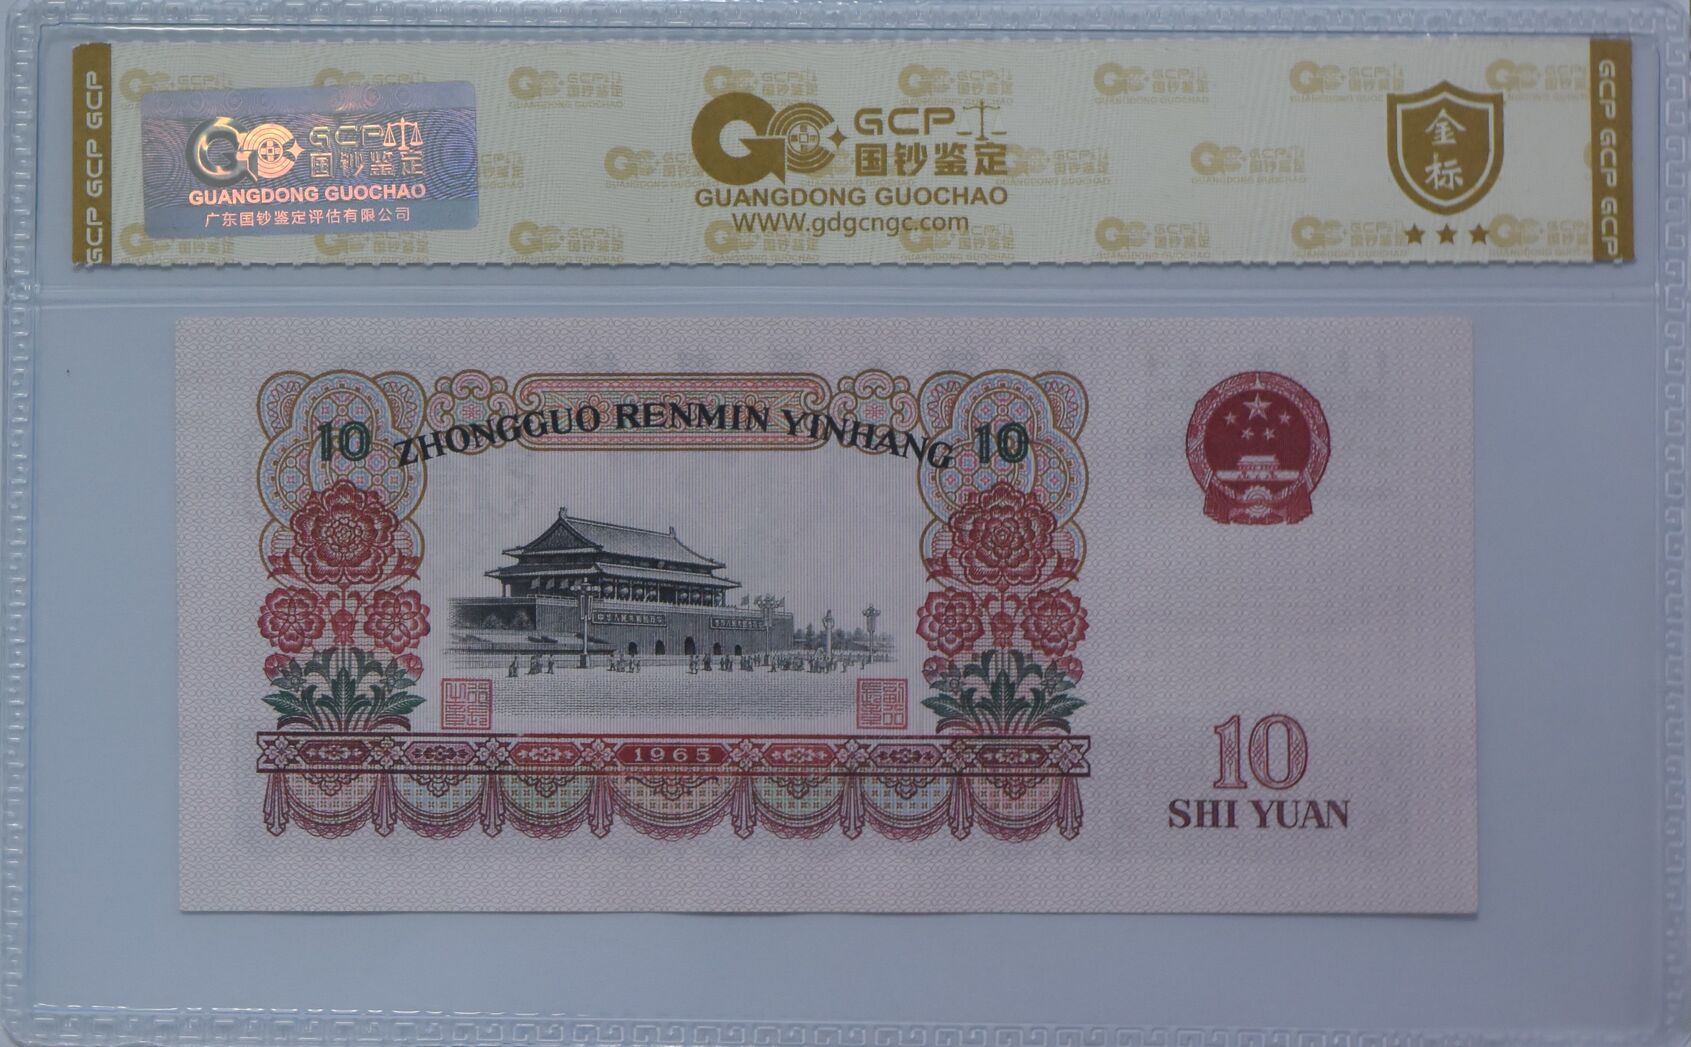 GCP GCP GCP
GCP
国钞鉴定
GUANGDONG GUOCHAO
广东国钞鉴定评估有限公司
GCP
国钞鉴定
GUANGDONG GUOCHAO
WWW.gdgcngc.com
金标
GCP GCP GCP
10 ZHONGGUO RENMIN YINHANG 10
1965
10
SHI YUAN